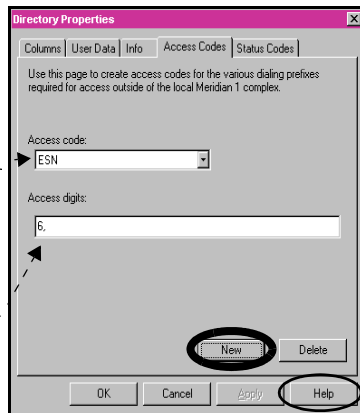 Directory Properties
Columns User Data Info Access Codes Status Codes
Use this page to create access codes for the various dialing prefixes
required for access outside of the local Meridian 1 complex.
Access code:
ESN
Access digits:
6,
New Delete
OK Cancel Apply Help